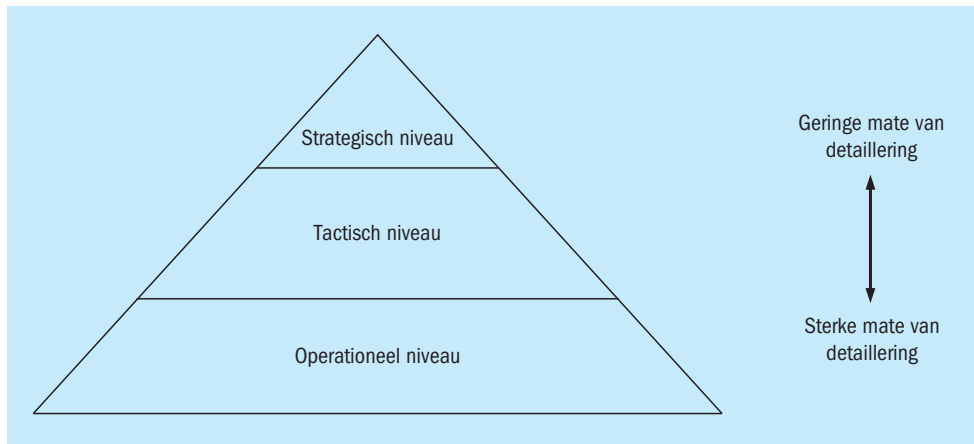 Strategisch niveau
Tactisch niveau
Operationeel niveau
Geringe mate van
detaillering
Sterke mate van
detaillering